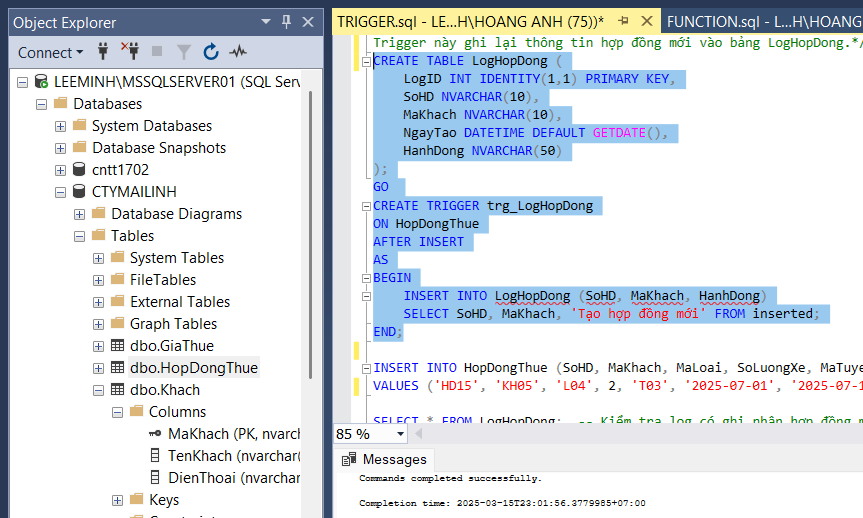 Object Explorer
Connect
LEEMINH\MSSQLSERVER01 (SQL Serv
Databases
System Databases
Database Snapshots
cntt1702
CTYMAILINH
Database Diagrams
Tables
System Tables
FileTables
External Tables
Graph Tables
dbo.GiaThue
dbo.HopDongThue
dbo.Khach
Columns
MaKhach (PK, nvarch
TenKhach (nvarchar(
DienThoai (nvarchar
Keys
TRIGGER.sql - LE...H\HOANG ANH (75))*
FUNCTION.sql - L...H\HOANG
Trigger này ghi lại thông tin hợp đồng mới vào bảng LogHopDong.*/
CREATE TABLE LogHopDong (
LogID INT IDENTITY(1,1) PRIMARY KEY,
SoHD NVARCHAR(10),
MaKhach NVARCHAR(10),
NgayTao DATETIME DEFAULT GETDATE(),
HanhDong NVARCHAR(50)
);
GO
CREATE TRIGGER trg_LogHopDong
ON HopDongThue
AFTER INSERT
AS
BEGIN
INSERT INTO LogHopDong (SoHD, MaKhach, HanhDong)
SELECT SoHD, MaKhach, 'Tạo hợp đồng mới' FROM inserted;
END;
INSERT INTO HopDongThue (SoHD, MaKhach, MaLoai, SoLuongXe, MaTuye
VALUES ('HD15', 'KH05', 'L04', 2, 'T03', '2025-07-01', '2025-07-1
SELECT * FROM LogHopDong; -- Kiểm tra log có ghi nhận hợp đồng m
85 %
Messages
Commands completed successfully.
Completion time: 2025-03-15T23:01:56.3779985+07:00